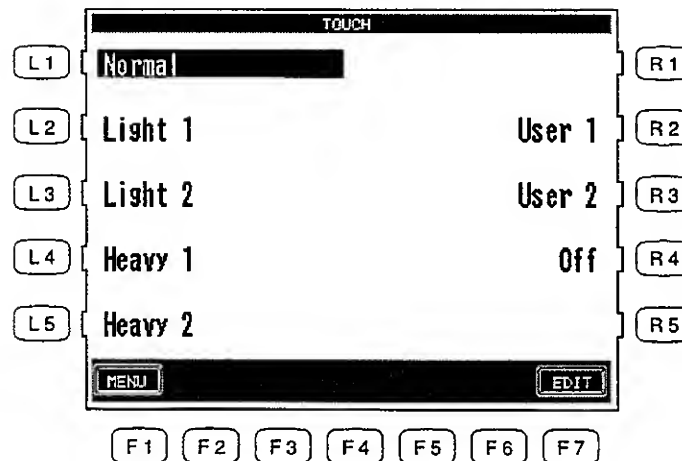 TOUCH
L1 Normal R1
L2 Light 1 User 1 R2
L3 Light 2 User 2 R3
L4 Heavy 1 Off R4
L5 Heavy 2 R5
MENU EDIT
F1 F2 F3 F4 F5 F6 F7